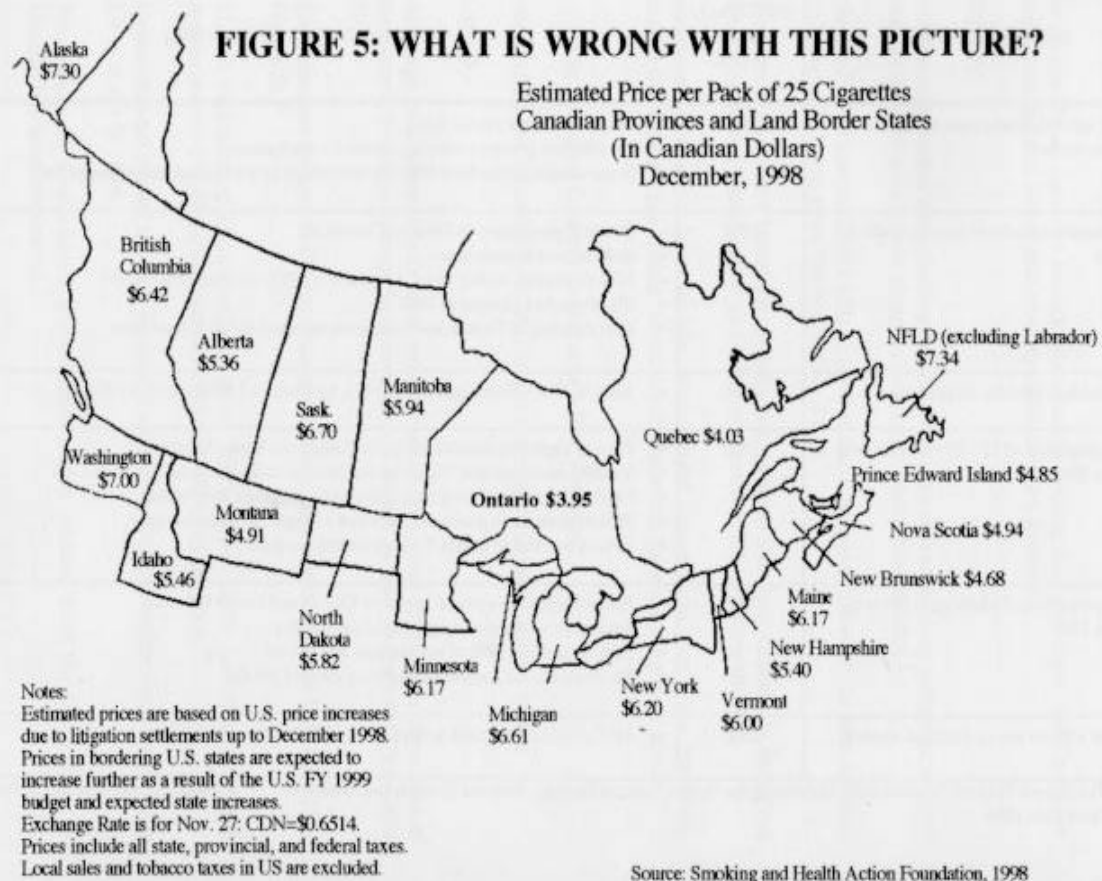 FIGURE 5: WHAT IS WRONG WITH THIS PICTURE?
Estimated Price per Pack of 25 Cigarettes
Canadian Provinces and Land Border States
(In Canadian Dollars)
December, 1998
Alaska
$7.30
British
Columbia
$6.42
Alberta
$5.36
Sask.
$6.70
Manitoba
$5.94
Ontario $3.95
Quebec $4.03
NFLD (excluding Labrador)
$7.34
Prince Edward Island $4.85
Nova Scotia $4.94
New Brunswick $4.68
Washington
$7.00
Idaho
$5.46
Montana
$4.91
North
Dakota
$5.82
Minnesota
$6.17
Michigan
$6.61
New York
$6.20
Vermont
$6.00
New Hampshire
$5.40
Maine
$6.17
Notes:
Estimated prices are based on U.S. price increases
due to litigation settlements up to December 1998.
Prices in bordering U.S. states are expected to
increase further as a result of the U.S. FY 1999
budget and expected state increases.
Exchange Rate is for Nov. 27: CDN=$0.6514.
Prices include all state, provincial, and federal taxes.
Local sales and tobacco taxes in US are excluded.
Source: Smoking and Health Action Foundation, 1998